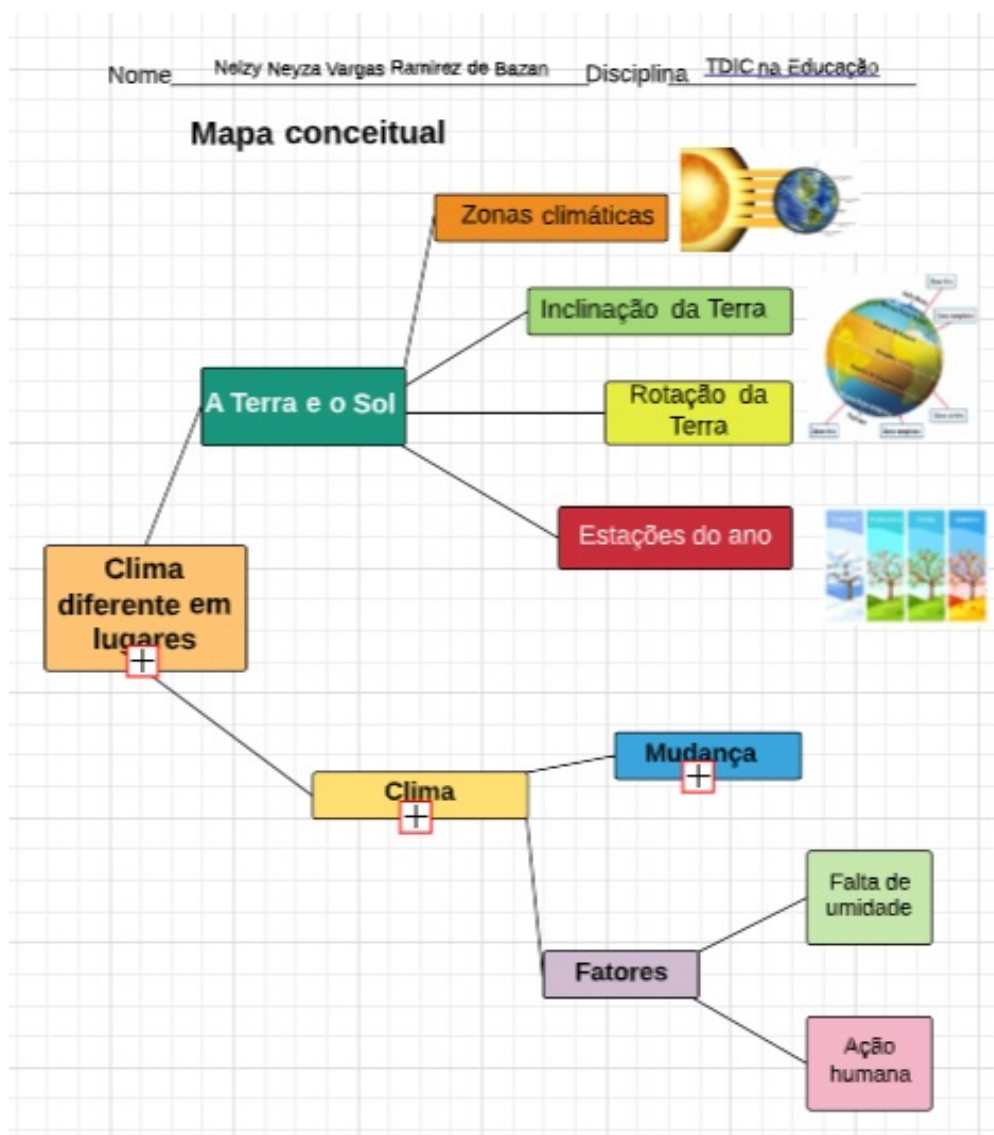 Nome Neizy Neyza Vargas Ramirez de Bazan Disciplina TDIC na Educação
Mapa conceitual
Zonas climáticas
Inclinação da Terra
Rotação da
Terra
A Terra e o Sol
Estações do ano
Clima
diferente em
lugares
Mudança
Clima
Falta de
umidade
Fatores
Ação
humana